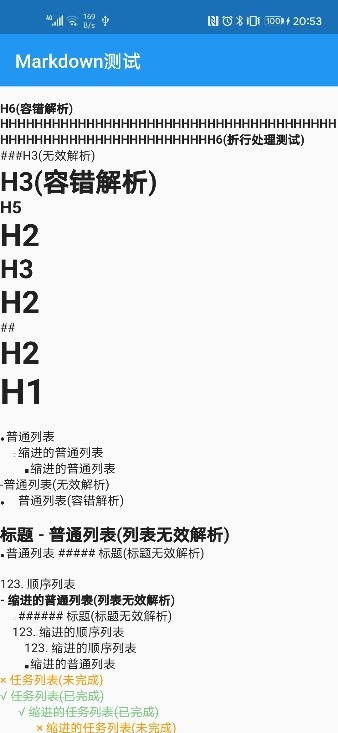 4G 169 B/s 100 20:53
Markdown测试
H6(容错解析)
HHHHHHHHHHHHHHHHHHHHHHHHHHHHHHHHHHHHHHH
HHHHHHHHHHHHHHHHHHHHHHHHH6(折行处理测试)
###H3(无效解析)
H3(容错解析)
H5
H2
H3
H2
##
H2
H1
•普通列表
缩进的普通列表
▪缩进的普通列表
-普通列表(无效解析)
• 普通列表(容错解析)
标题 - 普通列表(列表无效解析)
•普通列表 ##### 标题(标题无效解析)
123. 顺序列表
- 缩进的普通列表(列表无效解析)
###### 标题(标题无效解析)
123. 缩进的顺序列表
123. 缩进的顺序列表
▪缩进的普通列表
× 任务列表(未完成)
√ 任务列表(已完成)
√ 缩进的任务列表(已完成)
× 缩进的任务列表(未完成)